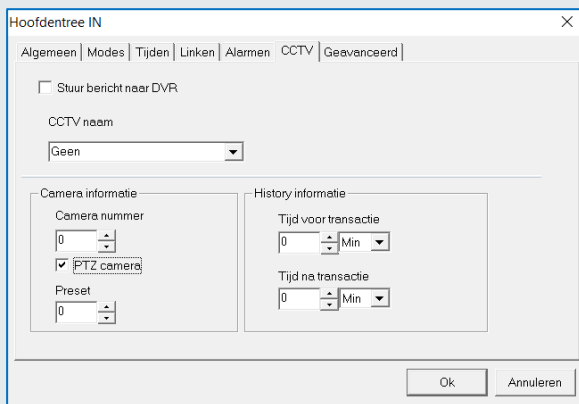 Hoofdentree IN
Algemeen Modes Tijden Linken Alarmen CCTV Geavanceerd
Stuur bericht naar DVR
CCTV naam
Geen
Camera informatie
Camera nummer
0
PTZ camera
Preset
0
History informatie
Tijd voor transactie
0 Min
Tijd na transactie
0 Min
Ok Annuleren